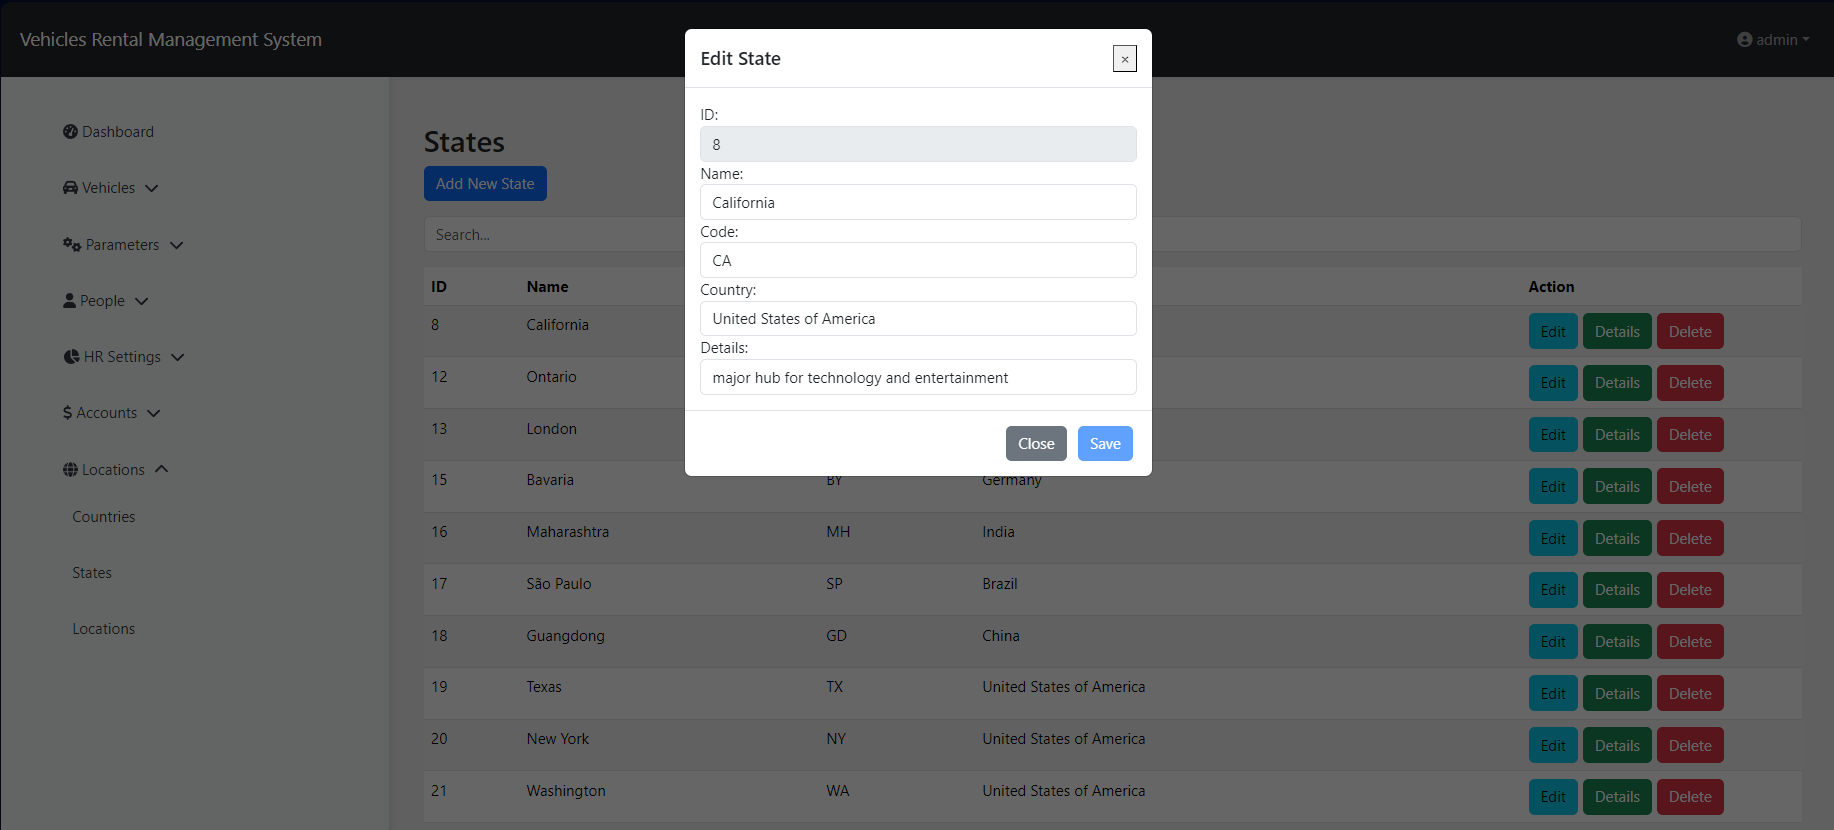 Vehicles Rental Management System
admin
Dashboard
Vehicles
Parameters
People
HR Settings
$ Accounts
Locations
Countries
States
Locations
States
Add New State
Search...
ID Name Action
8 California Edit Details Delete
12 Ontario Edit Details Delete
13 London Edit Details Delete
15 Bavaria BY Germany Edit Details Delete
16 Maharashtra MH India Edit Details Delete
17 São Paulo SP Brazil Edit Details Delete
18 Guangdong GD China Edit Details Delete
19 Texas TX United States of America Edit Details Delete
20 New York NY United States of America Edit Details Delete
21 Washington WA United States of America Edit Details Delete
Edit State ×
ID:
8
Name:
California
Code:
CA
Country:
United States of America
Details:
major hub for technology and entertainment
Close Save